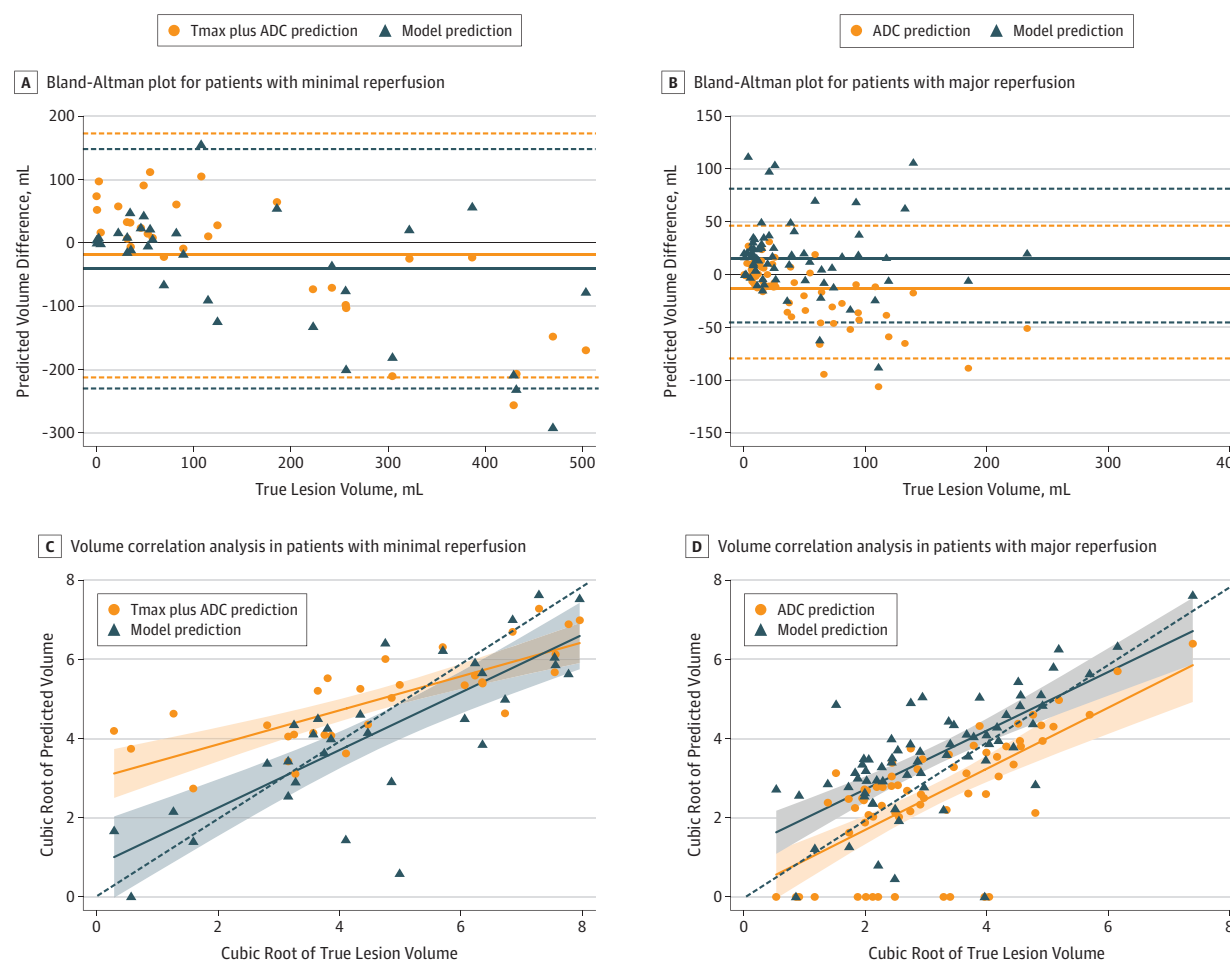 Tmax plus ADC prediction Model prediction
ADC prediction Model prediction
A Bland-Altman plot for patients with minimal reperfusion
200
100
0
-100
-200
-300
Predicted Volume Difference, mL
0 100 200 300 400 500
True Lesion Volume, mL
B Bland-Altman plot for patients with major reperfusion
150
100
50
0
-50
-100
-150
Predicted Volume Difference, mL
0 100 200 300 40
True Lesion Volume, mL
C Volume correlation analysis in patients with minimal reperfusion
Tmax plus ADC prediction
Model prediction
8
6
4
2
0
Cubic Root of Predicted Volume
0 2 4 6 8
Cubic Root of True Lesion Volume
D Volume correlation analysis in patients with major reperfusion
ADC prediction
Model prediction
8
6
4
2
0
Cubic Root of Predicted Volume
0 2 4 6 8
Cubic Root of True Lesion Volume